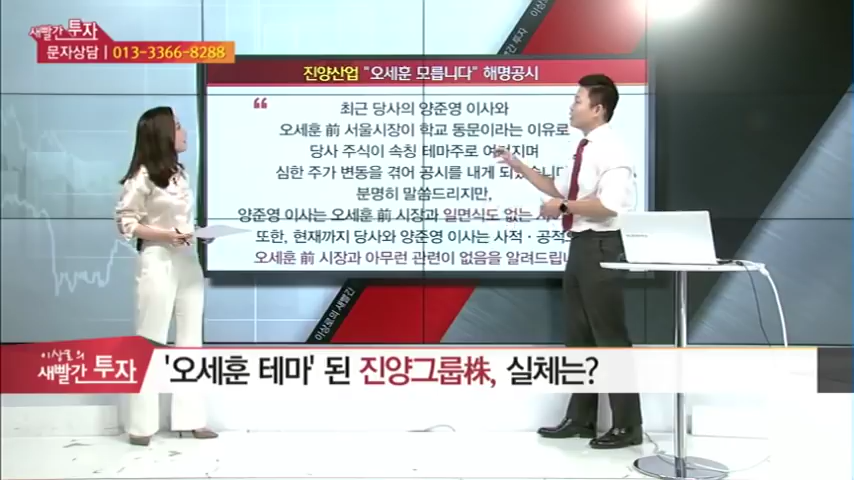 새빨간 투자
문자상담 | 013-3366-8288
진양산업 "오세훈 모릅니다" 해명공시
“
최근 당사의 양준영 이사와
오세훈 前 서울시장이 학교 동문이라는 이유로
당사 주식이 속칭 테마주로
심한 주가 변동을 겪어 공시를 내게
분명히 말씀드리지만,
양준영 이사는 오세훈 前 시장과 일면식도 없는
또한, 현재까지 당사와 양준영 이사는 사적·공적
오세훈 前 시장과 아무런 관련이 없음을 알려드립
이상로의 새빨간
이상로의
새빨간 투자
'오세훈 테마' 된 진양그룹株, 실체는?